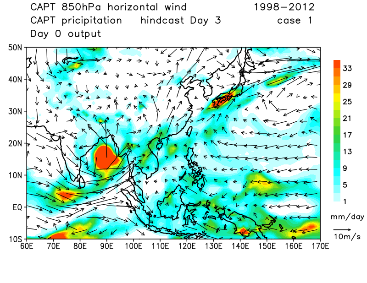 CAPT 850hPa horizontal wind 1998-2012
CAPT pricipitation hindcast Day 3 case 1
Day 0 output
50N
40N
30N
20N
10N
EQ
10S
60E 70E 80E 90E 100E 110E 120E 130E 140E 150E 160E 170E
33
29
25
21
17
13
9
5
1
mm/day
10m/s